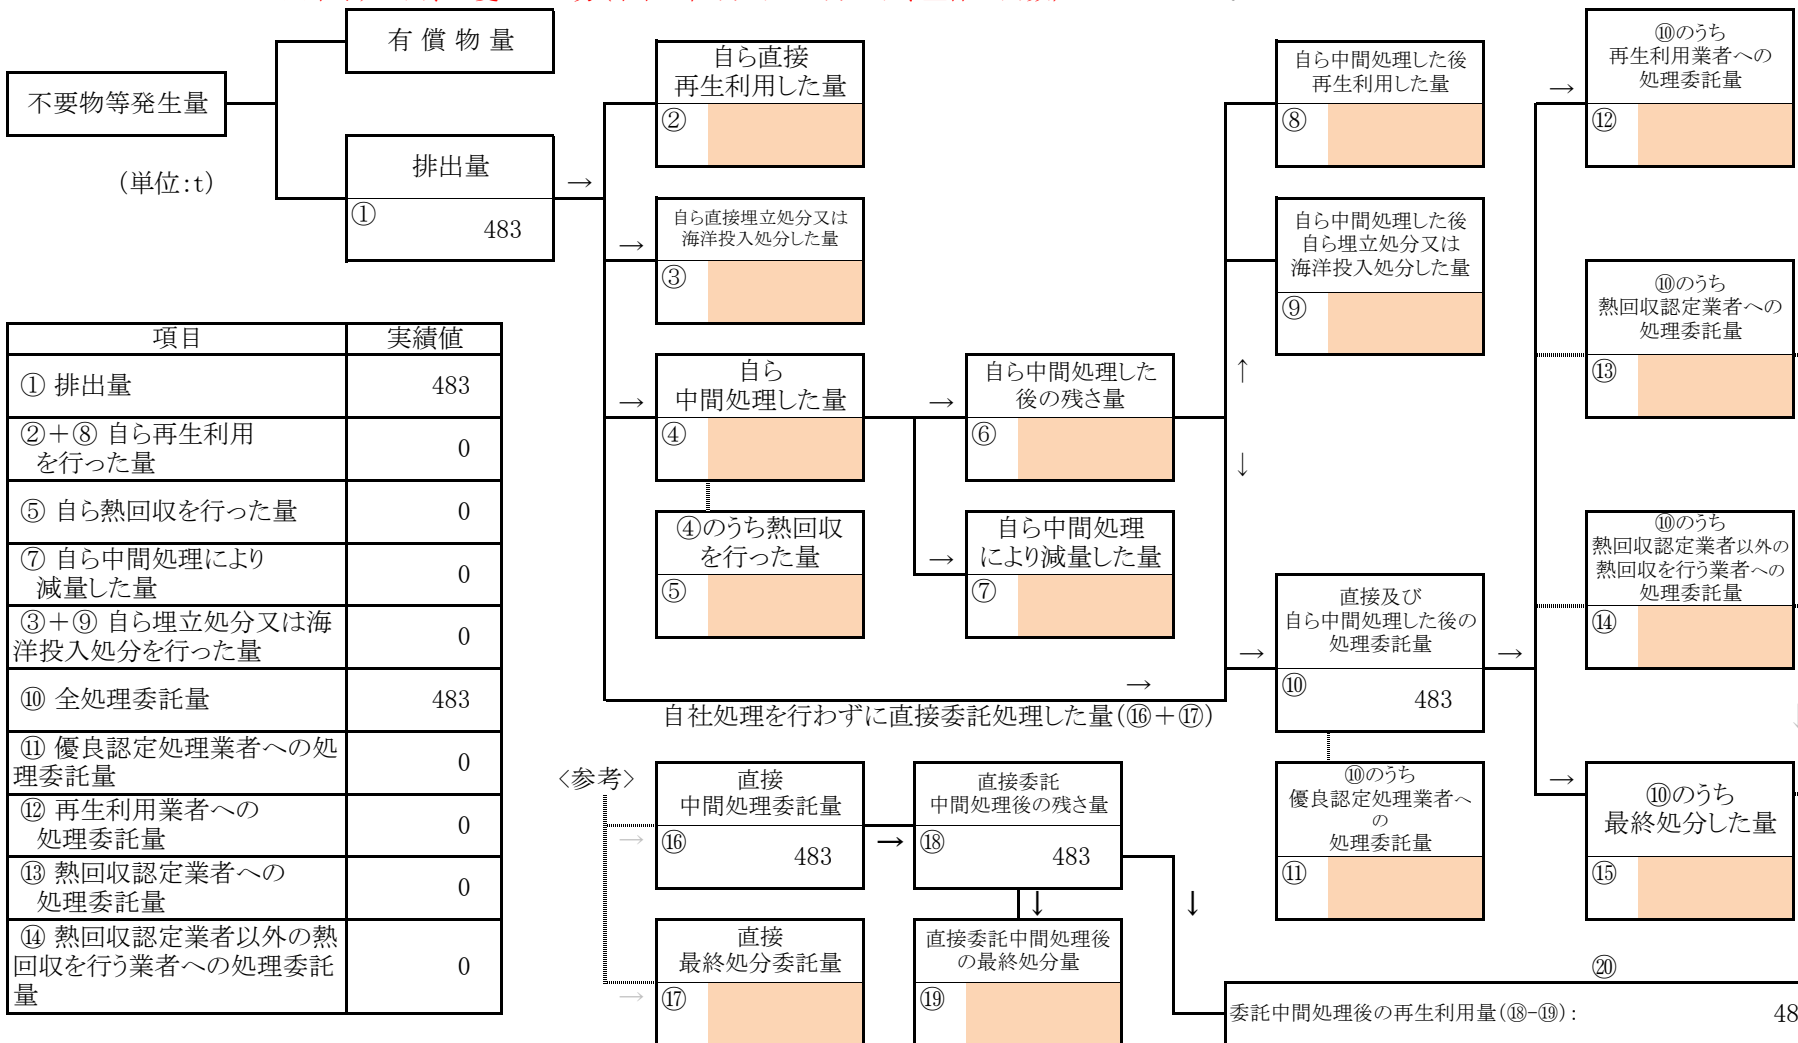 有償物量
不要物等発生量
(単位:t)
排出量
①
483
→
自ら直接
再生利用した量
②
→
自ら直接埋立処分又は
海洋投入処分した量
③
→
自ら
中間処理した量
④
④のうち熱回収
を行った量
⑤
→
自ら中間処理した
後の残さ量
⑥
→
自ら中間処理
により減量した量
⑦
自ら中間処理した後
再生利用した量
⑧
自ら中間処理した後
自ら埋立処分又は
海洋投入処分した量
⑨
↑
↓
→
直接及び
自ら中間処理した後の
処理委託量
⑩
483
→
自社処理を行わずに直接委託処理した量(⑯+⑰)
→
⑩のうち
優良認定処理業者へ
の
処理委託量
⑪
→
⑩のうち
再生利用業者への
処理委託量
⑫
⑩のうち
熱回収認定業者への
処理委託量
⑬
⑩のうち
熱回収認定業者以外の
熱回収を行う業者への
処理委託量
⑭
→
⑩のうち
最終処分した量
⑮
項目 実績値
① 排出量 483
②+⑧ 自ら再生利用
を行った量 0
⑤ 自ら熱回収を行った量 0
⑦ 自ら中間処理により
減量した量 0
③+⑨ 自ら埋立処分又は海
洋投入処分を行った量 0
⑩ 全処理委託量 483
⑪ 優良認定処理業者への処
理委託量 0
⑫ 再生利用業者への
処理委託量 0
⑬ 熱回収認定業者への
処理委託量 0
⑭ 熱回収認定業者以外の熱
回収を行う業者への処理委託
量 0
〈参考〉
→
直接
中間処理委託量
⑯
483
→
直接委託
中間処理後の残さ量
⑱
483
↓
↓
→
直接
最終処分委託量
⑰
直接委託中間処理後
の最終処分量
⑲
⑳
委託中間処理後の再生利用量(⑱-⑲):
48